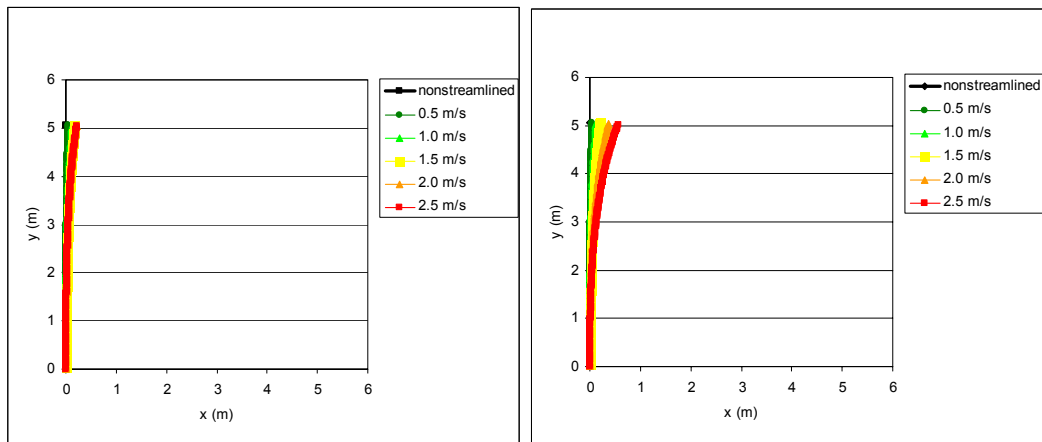 6
5
4
3
2
1
0
y (m)
0 1 2 3 4 5 6
x (m)
nonstreamlined
0.5 m/s
1.0 m/s
1.5 m/s
2.0 m/s
2.5 m/s
6
5
4
3
2
1
0
y (m)
0 1 2 3 4 5 6
x (m)
nonstreamlined
0.5 m/s
1.0 m/s
1.5 m/s
2.0 m/s
2.5 m/s